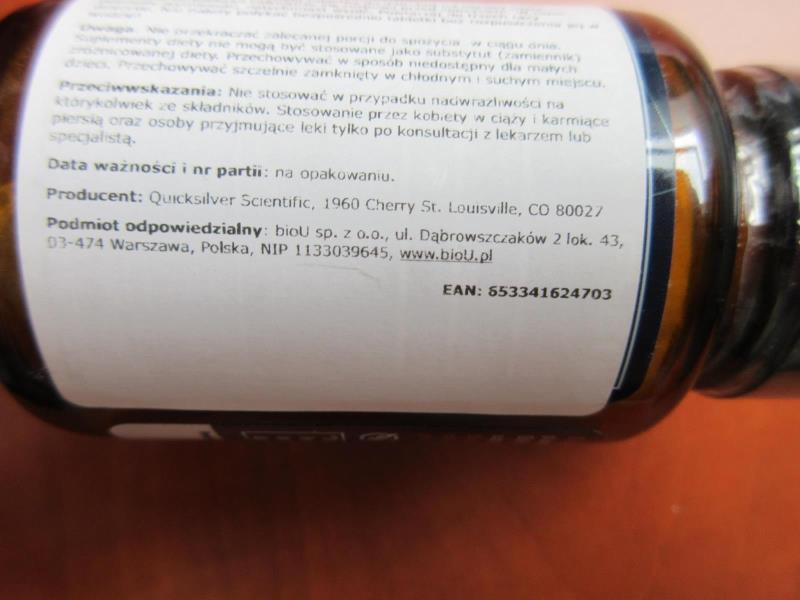 Uwaga. Nie przekraczać zalecanej porcji do spożycia w ciągu dnia.
Suplementy diety nie mogą być stosowane jako substytut (zamiennik)
zróżnicowanej diety. Przechowywać w sposób niedostępny dla małych
dzieci. Przechowywać szczelnie zamknięty w chłodnym i suchym miejscu.
Przeciwwskazania: Nie stosować w przypadku nadwrażliwości na
którykolwiek ze składników. Stosowanie przez kobiety w ciąży i karmiące
piersią oraz osoby przyjmujące leki tylko po konsultacji z lekarzem lub
specjalistą.
Data ważności i nr partii: na opakowaniu.
Producent: Quicksilver Scientific, 1960 Cherry St. Louisville, CO 80027
Podmiot odpowiedzialny: bioU sp. z o.o., ul. Dąbrowszczaków 2 lok. 43,
03-474 Warszawa, Polska, NIP 1133039645, www.bioU.pl
EAN: 653341624703